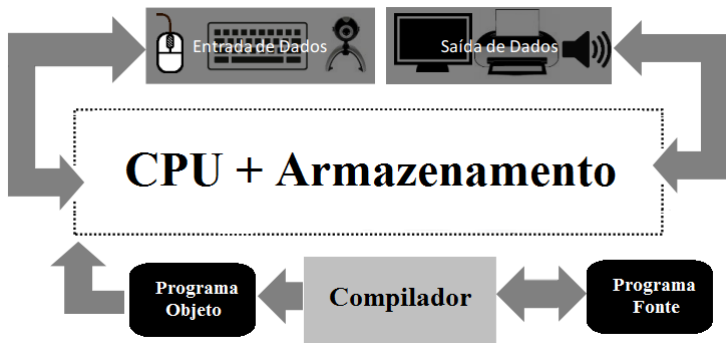 Entrada de Dados
Saída de Dados
CPU + Armazenamento
Programa
Objeto
Compilador
Programa
Fonte